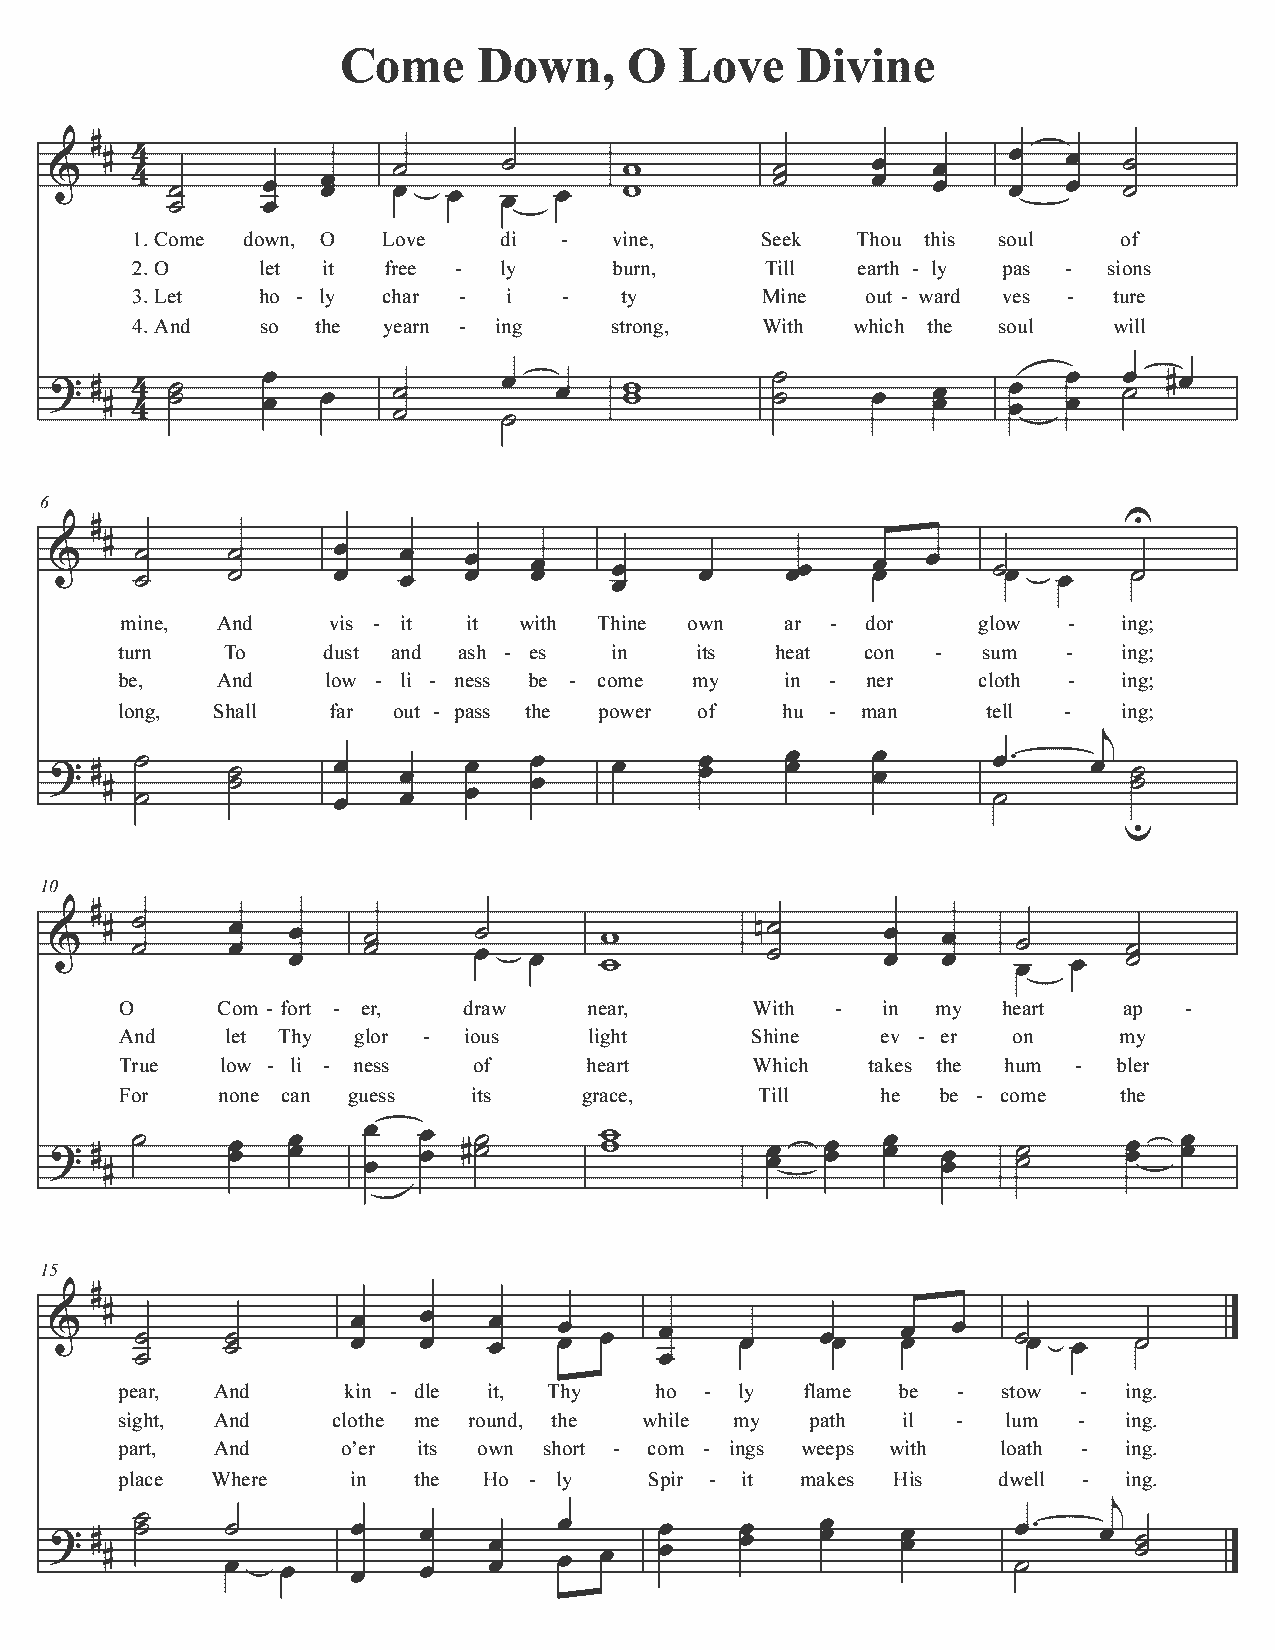 Come Down, O Love Divine
1. Come down, O Love di - vine, Seek Thou this soul of
2. O let it free - ly burn, Till earth - ly pas - sions
3. Let ho - ly char - i - ty Mine out - ward ves - ture
4. And so the yearn - ing strong, With which the soul will
6
mine, And vis - it it with Thine own ar - dor glow - ing;
turn To dust and ash - es in its heat con - sum - ing;
be, And low - li - ness be - come my in - ner cloth - ing;
long, Shall far out - pass the power of hu - man tell - ing;
10
O Com - fort - er, draw near, With - in my heart ap -
And let Thy glor - ious light Shine ev - er on my
True low - li - ness of heart Which takes the hum - bler
For none can guess its grace, Till he be - come the
15
pear, And kin - dle it, Thy ho - ly flame be - stow - ing.
sight, And clothe me round, the while my path il - lum - ing.
part, And o’er its own short - com - ings weeps with loath - ing.
place Where in the Ho - ly Spir - it makes His dwell - ing.